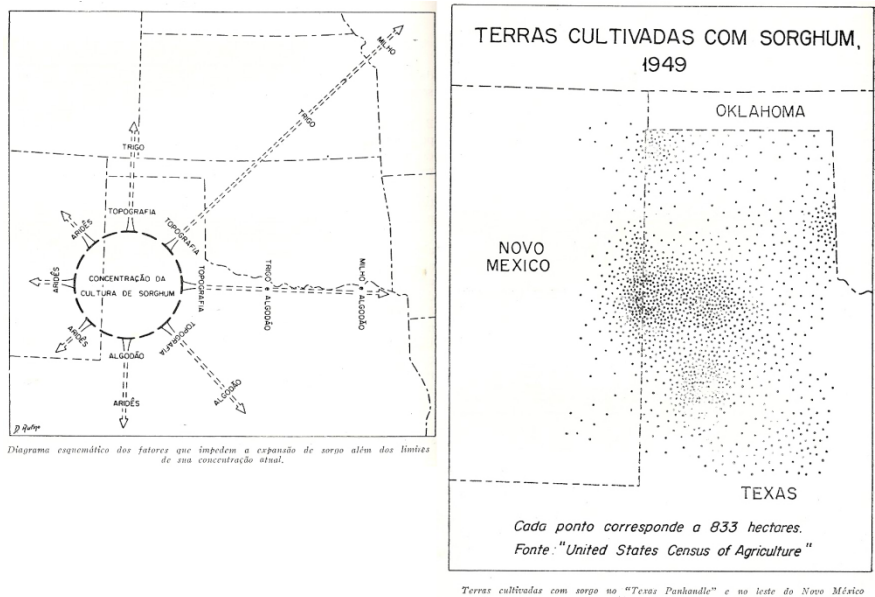 MILHO
TRIGO
TRIGO
TOPOGRAFIA
TOPOGRAFIA
ARIDÊS
ARIDÊS
ARIDÊS
CONCENTRAÇÃO DA
CULTURA DE SORGHUM
TOPOGRAFIA
TRIGO
ALGODÃO
MILHO
ALGODÃO
TOPOGRAFIA
ALGODÃO
ALGODÃO
ARIDÊS
Diagrama esquemático dos fatores que impedem a expansão de sorgo além dos limites
de sua concentração atual.
TERRAS CULTIVADAS COM SORGHUM,
1949
OKLAHOMA
NOVO
MEXICO
TEXAS
Cada ponto corresponde a 833 hectares.
Fonte: "United States Census of Agriculture"
Terras cultivadas com sorgo no "Texas Panhandle" e no leste do Novo México